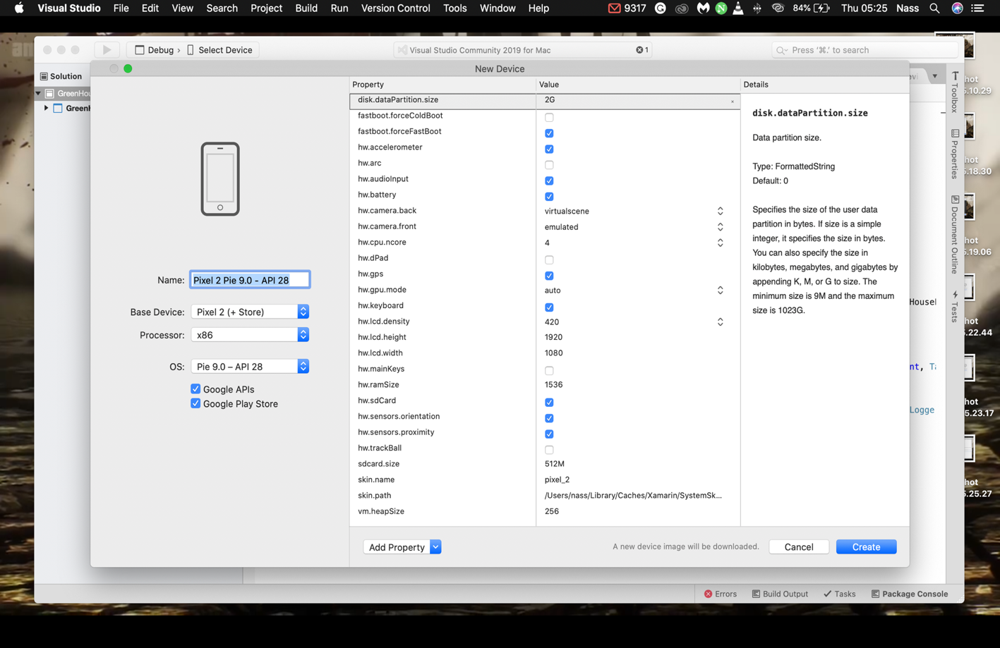 Visual Studio File Edit View Search Project Build Run Version Control Tools Window Help 9317 84% Thu 05:25 Nass
Debug › Select Device
Visual Studio Community 2019 for Mac
1
Press '⌘.' to search
New Device
Solution
GreenHou
GreenH
Property Value Details
disk.dataPartition.size 2G
fastboot.forceColdBoot
fastboot.forceFastBoot
hw.accelerometer
hw.arc
hw.audioInput
hw.battery
hw.camera.back virtualscene
hw.camera.front emulated
hw.cpu.ncore 4
hw.dPad
hw.gps
hw.gpu.mode auto
hw.keyboard
hw.lcd.density 420
hw.lcd.height 1920
hw.lcd.width 1080
hw.mainKeys
hw.ramSize 1536
hw.sdCard
hw.sensors.orientation
hw.sensors.proximity
hw.trackBall
sdcard.size 512M
skin.name pixel_2
skin.path /Users/nass/Library/Caches/Xamarin/SystemSk...
vm.heapSize 256
disk.dataPartition.size
Data partition size.
Type: FormattedString
Default: 0
Specifies the size of the user data
partition in bytes. If size is a simple
integer, it specifies the size in bytes.
You can also specify the size in
kilobytes, megabytes, and gigabytes by
appending K, M, or G to size. The
minimum size is 9M and the maximum
size is 1023G.
Name: Pixel 2 Pie 9.0 - API 28
Base Device: Pixel 2 (+ Store)
Processor: x86
OS: Pie 9.0 – API 28
Google APIs
Google Play Store
Add Property
A new device image will be downloaded.
Cancel
Create
Toolbox
Properties
Document Outline
Tests
HouseH
nt, Ta
Logge
hot
.10.29
hot
.18.30
hot
.19.06
hot
.22.44
hot
.23.17
hot
.25.27
Errors Build Output Tasks Package Console